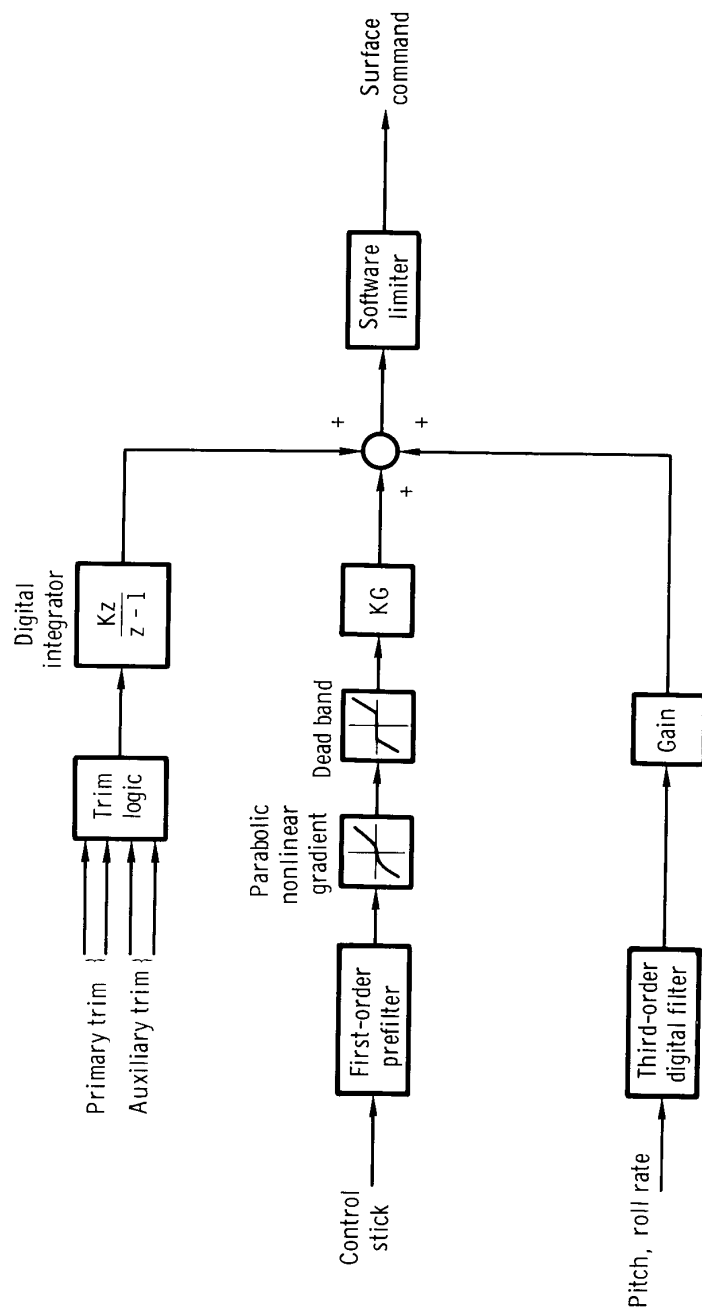 Primary trim }
Auxiliary trim }
Trim
logic
Digital
integrator
Kz
z - 1
Control
stick
First-order
prefilter
Parabolic
nonlinear
gradient
Dead band
KG
+
+
+
Software
limiter
Surface
command
Pitch, roll rate
Third-order
digital filter
Gain